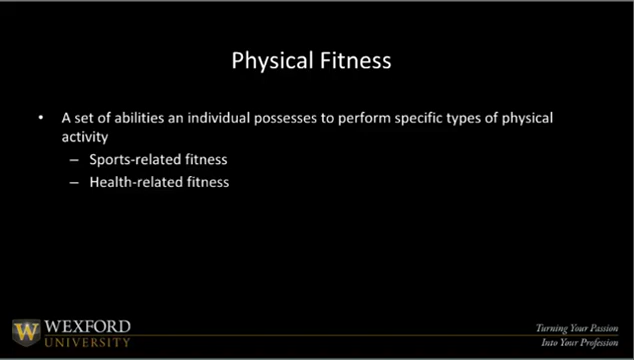 Physical Fitness
• A set of abilities an individual possesses to perform specific types of physical
activity
– Sports-related fitness
– Health-related fitness
W WEXFORD
UNIVERSITY
Turning Your Passion
Into Your Profession